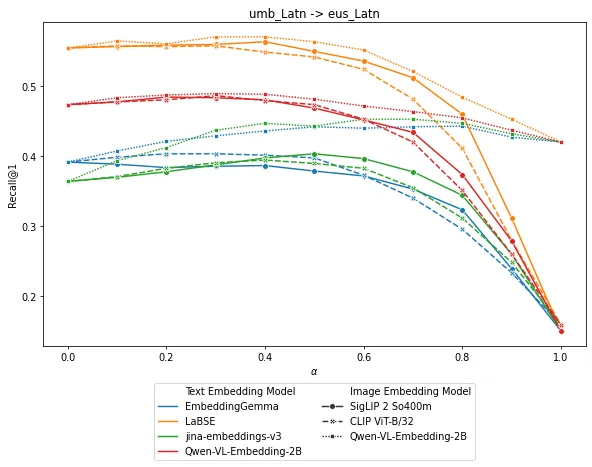 umb_Latn -> eus_Latn
Recall@1
0.5
0.4
0.3
0.2
0.0 0.2 0.4 0.6 0.8 1.0
α
Text Embedding Model
EmbeddingGemma
LaBSE
jina-embeddings-v3
Qwen-VL-Embedding-2B
Image Embedding Model
SigLIP 2 So400m
CLIP ViT-B/32
Qwen-VL-Embedding-2B